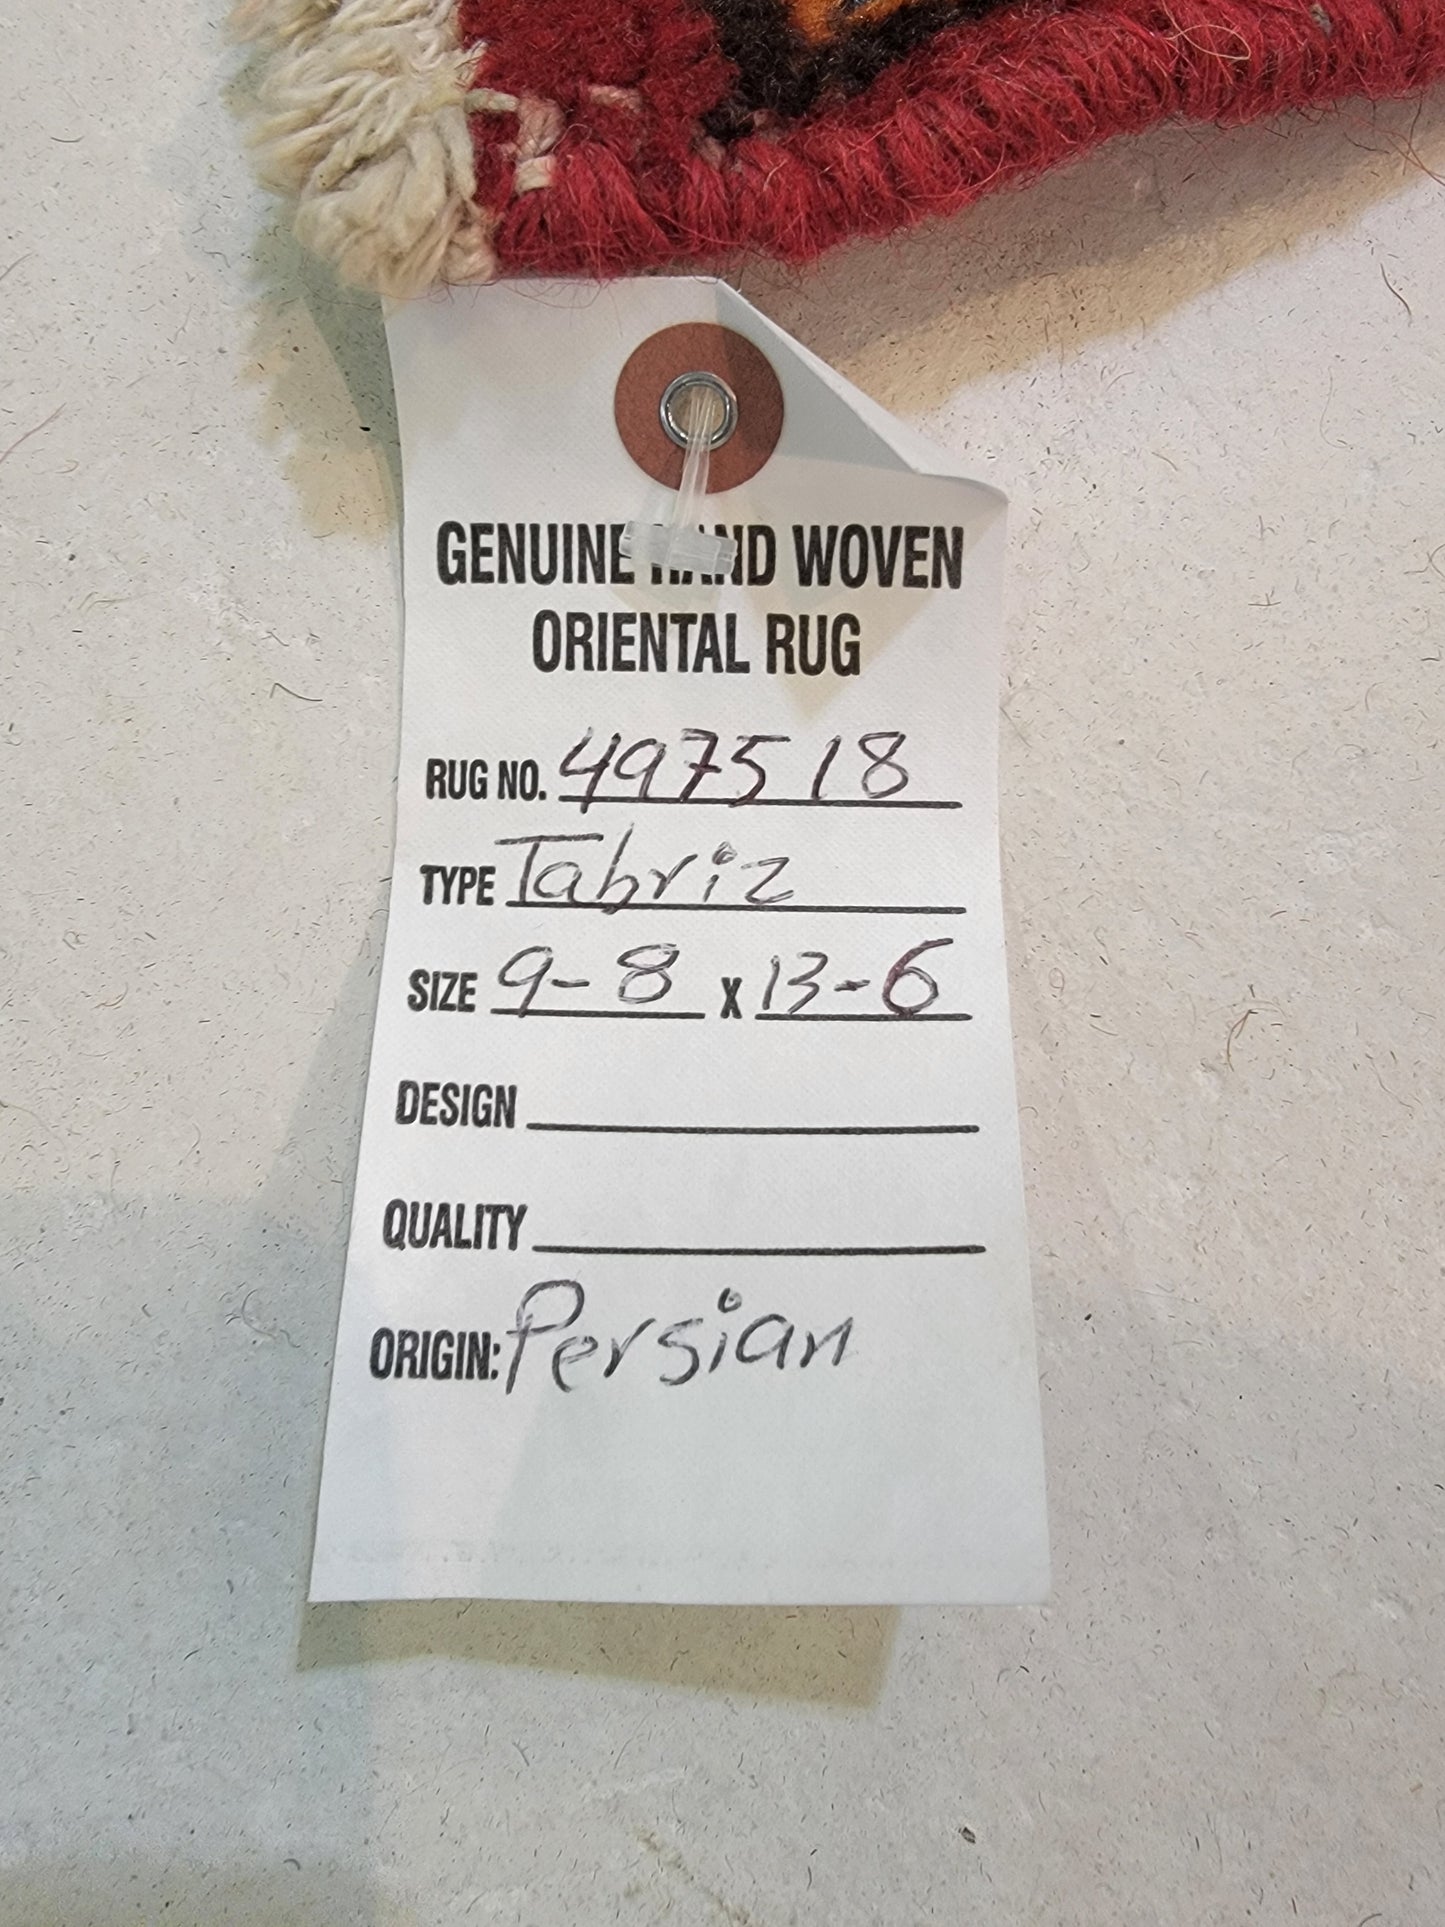 GENUINE HAND WOVEN
ORIENTAL RUG
RUG NO. 497518
TYPE Tabriz
SIZE 9-8 X 13-6
DESIGN
QUALITY
ORIGIN: Persian